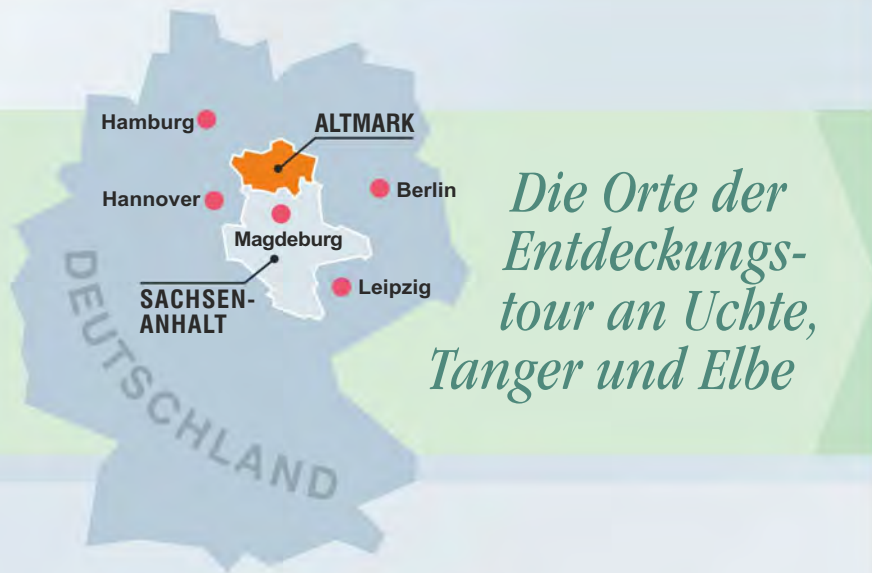 Hamburg
ALTMARK
Hannover
Berlin
Magdeburg
Leipzig
SACHSEN-
ANHALT
DEUTSCHLAND
Die Orte der
Entdeckungs-
tour an Uchte,
Tanger und Elbe